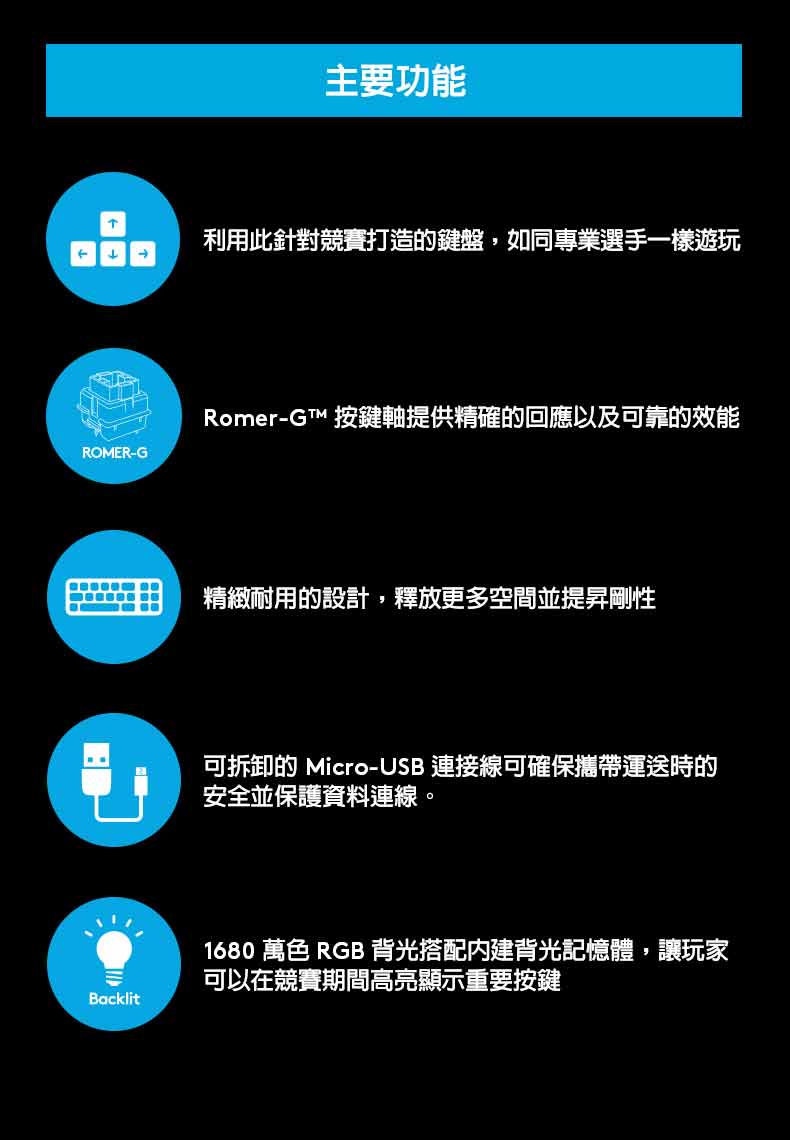 主要功能
利用此針對競賽打造的鍵盤，如同專業選手一樣遊玩
ROMER-G
Romer-G™ 按鍵軸提供精確的回應以及可靠的效能
精緻耐用的設計，釋放更多空間並提昇剛性
可拆卸的 Micro-USB 連接線可確保攜帶運送時的
安全並保護資料連線。
Backlit
1680 萬色 RGB 背光搭配內建背光記憶體，讓玩家
可以在競賽期間高亮顯示重要按鍵